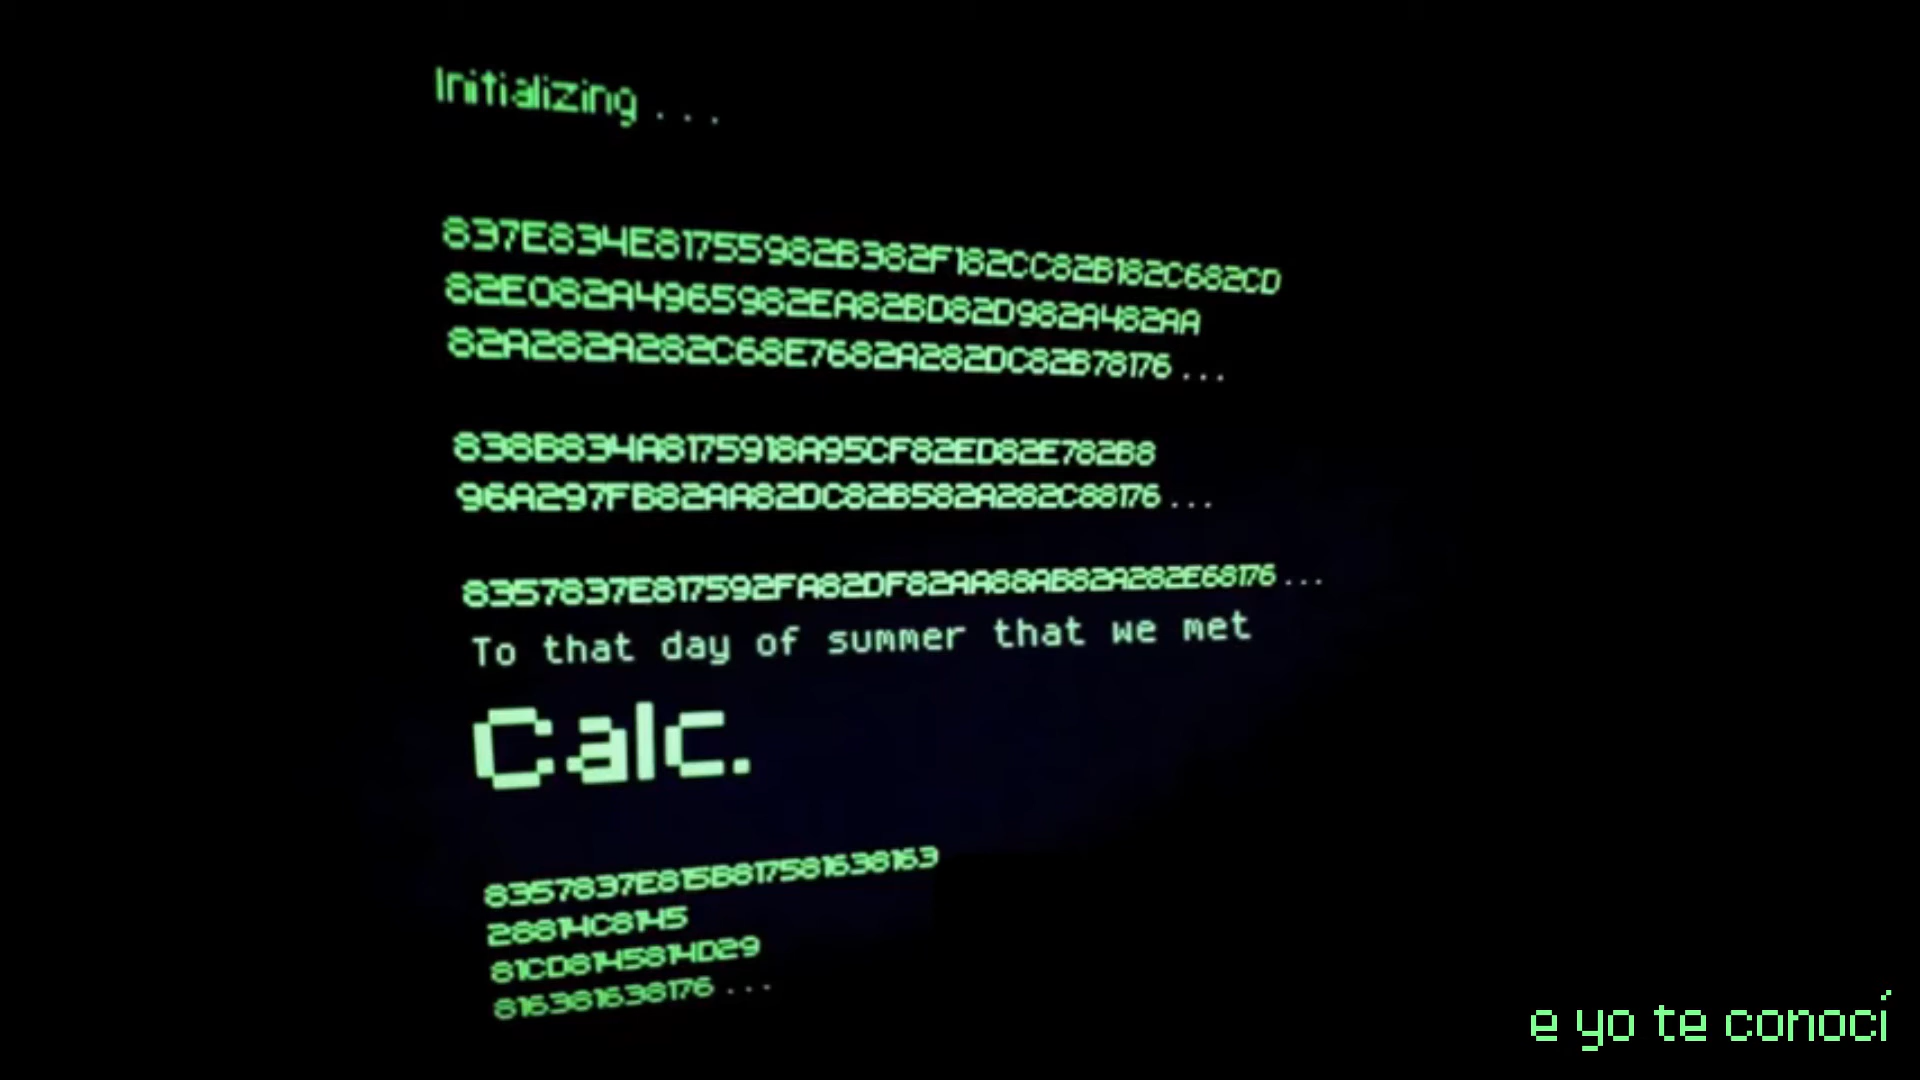 Initializing ...
837E834E81755982B382F182CC82B182C682CD
82E082A4965982EA82BD82D982A482AA
82A282A282C68E7682A282DC82B78176 ...
838B834A8175918A95CF82ED82E782B8
96A297FB82AA82DC82B582A282C88176 ...
8357837E817592FA82DF82AA88AB82A282E68176 ...
To that day of summer that we met
Calc.
8357837E815B817581638163
28814C8145
81CD8145814D29
816381638176 ...
e yo te conocí